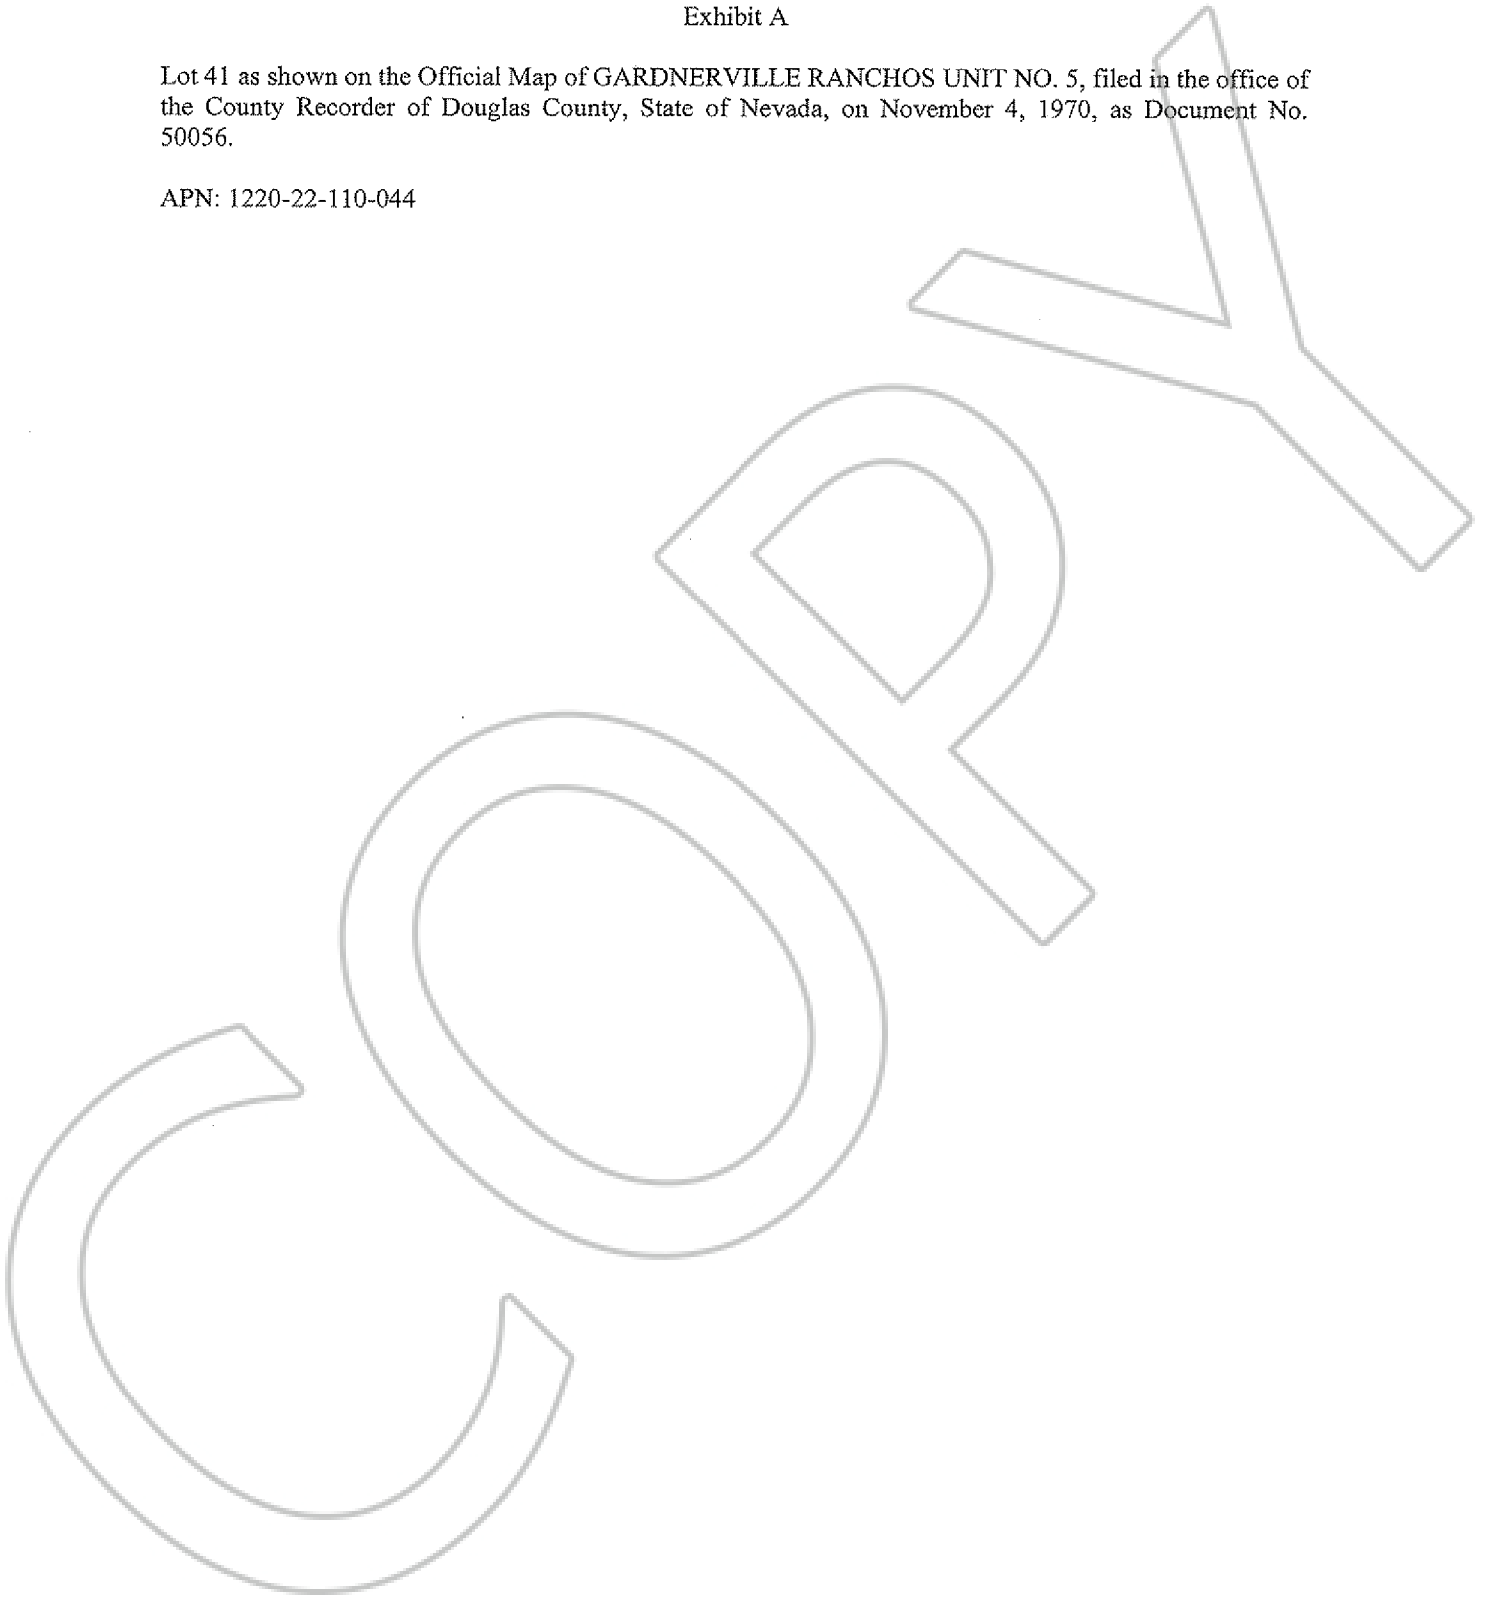 Exhibit A
Lot 41 as shown on the Official Map of GARDNERVILLE RANCHOS UNIT NO. 5, filed in the office of
the County Recorder of Douglas County, State of Nevada, on November 4, 1970, as Document No.
50056.
APN: 1220-22-110-044
COPY